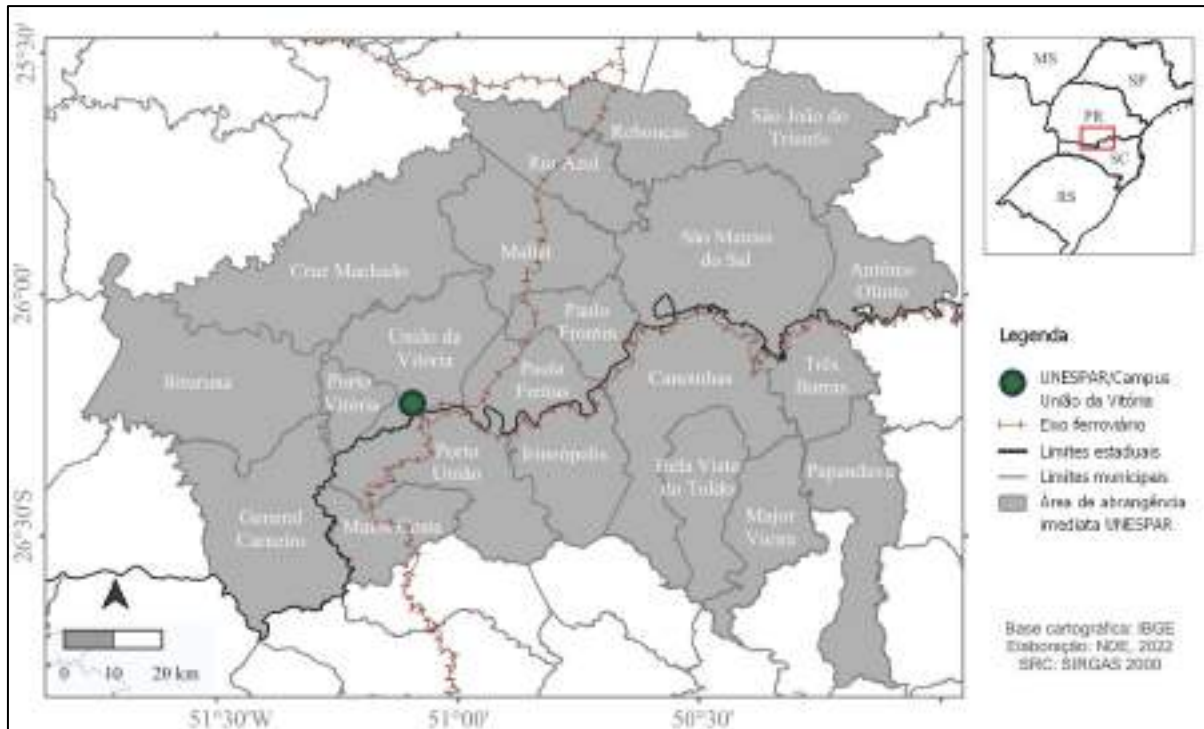 25°30'
26°00'
26°30'S
51°30'W
51°00'
50°30'
Rebouças
São João do
Triunfo
Rio Azul
São Mateus
do Sul
Mallet
Cruz Machado
Antônio
Olinto
Paulo
Frontin
União da
Vitória
Bituruna
Porto
Vitória
Paula
Freitas
Canoinhas
Três
Barras
Porto
União
Irineópolis
Bela Vista
do Toldo
Papanduva
General
Carneiro
Matos Costa
Major
Vieira
0 10 20 km
MS
SP
PR
SC
RS
Legenda
UNESPAR/Campus
União da Vitória
Eixo ferroviário
Limites estaduais
Limites municipais
Área de abrangência
imediata UNESPAR
Base cartográfica: IBGE
Elaboração: NDE, 2022
SRC: SIRGAS 2000